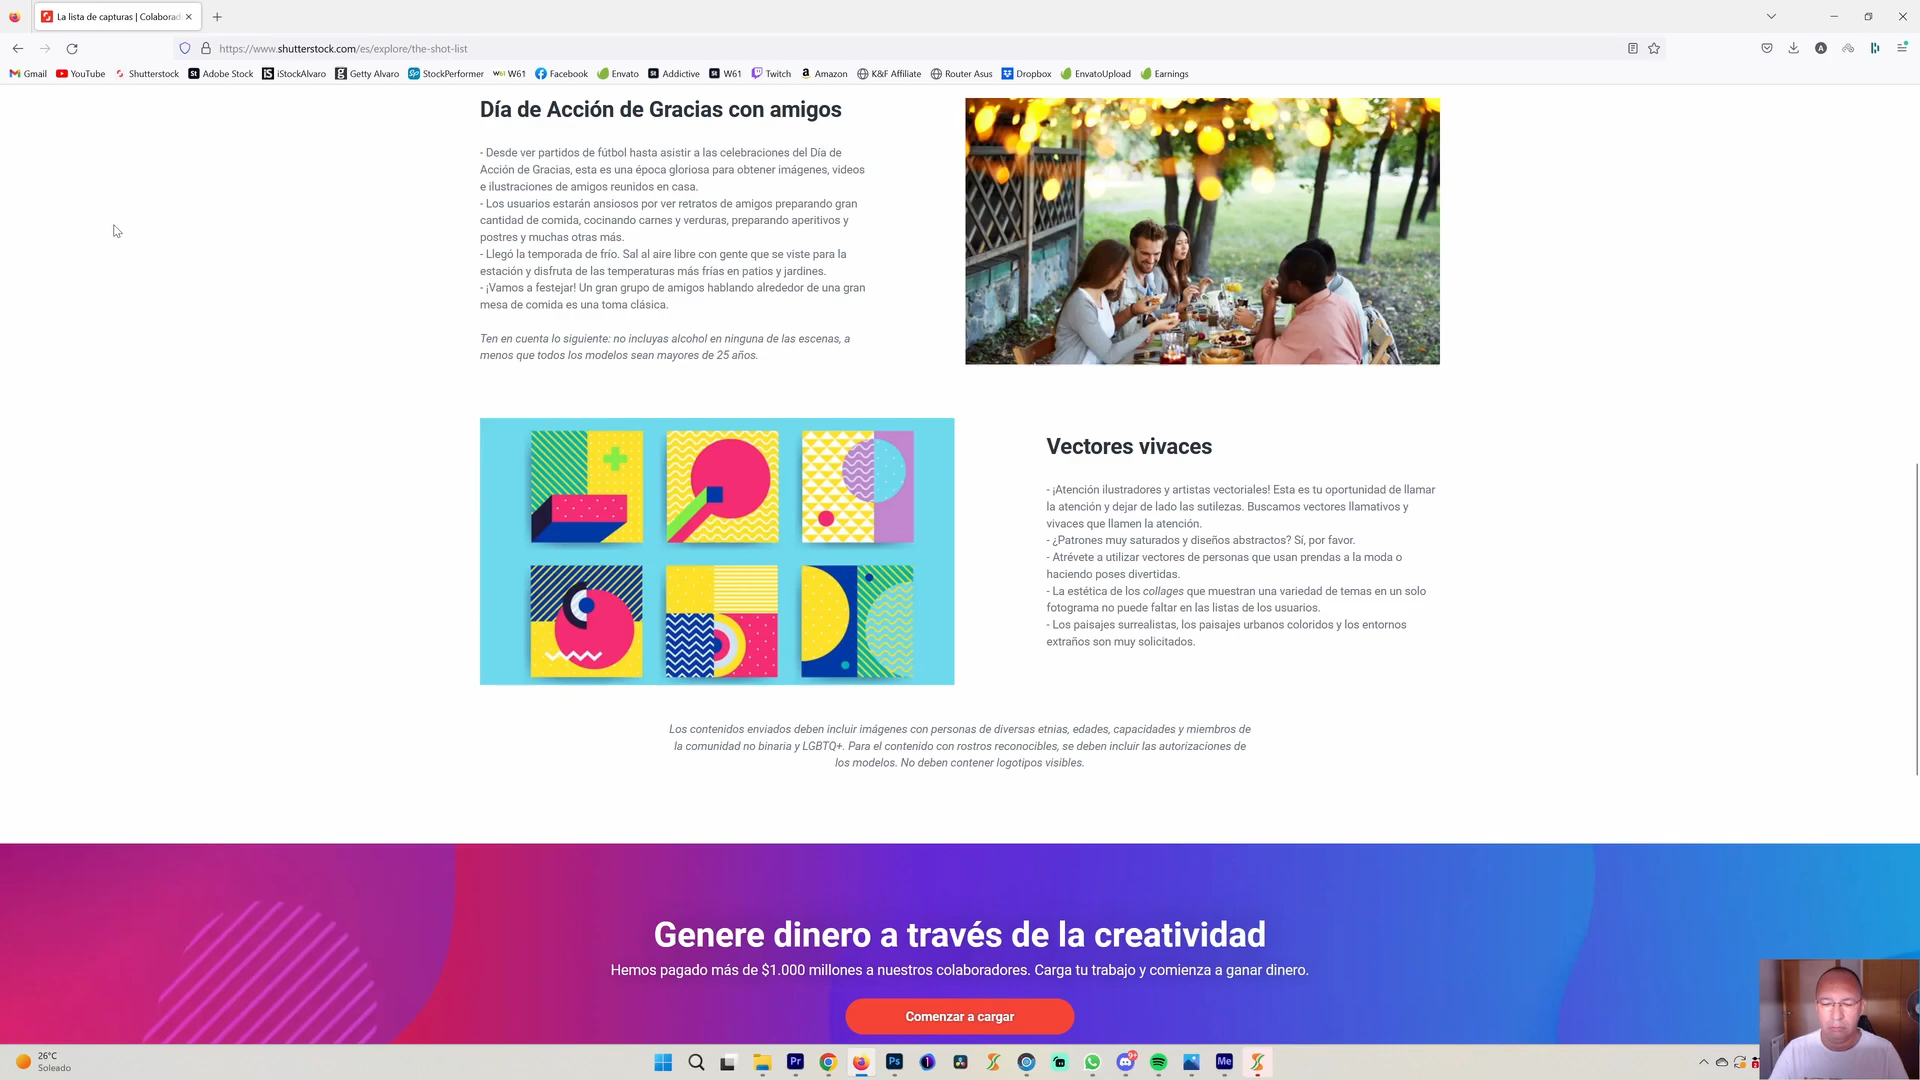 La lista de capturas | Colaborad
https://www.shutterstock.com/es/explore/the-shot-list
Gmail YouTube Shutterstock Adobe Stock iStockAlvaro Getty Alvaro StockPerformer W61 Facebook Envato Addictive W61 Twitch Amazon K&F Affiliate Router Asus Dropbox EnvatoUpload Earnings
Día de Acción de Gracias con amigos
- Desde ver partidos de fútbol hasta asistir a las celebraciones del Día de
Acción de Gracias, esta es una época gloriosa para obtener imágenes, videos
e ilustraciones de amigos reunidos en casa.
- Los usuarios estarán ansiosos por ver retratos de amigos preparando gran
cantidad de comida, cocinando carnes y verduras, preparando aperitivos y
postres y muchas otras más.
- Llegó la temporada de frío. Sal al aire libre con gente que se viste para la
estación y disfruta de las temperaturas más frías en patios y jardines.
- ¡Vamos a festejar! Un gran grupo de amigos hablando alrededor de una gran
mesa de comida es una toma clásica.
Ten en cuenta lo siguiente: no incluyas alcohol en ninguna de las escenas, a
menos que todos los modelos sean mayores de 25 años.
Vectores vivaces
- ¡Atención ilustradores y artistas vectoriales! Esta es tu oportunidad de llamar
la atención y dejar de lado las sutilezas. Buscamos vectores llamativos y
vivaces que llamen la atención.
- ¿Patrones muy saturados y diseños abstractos? Sí, por favor.
- Atrévete a utilizar vectores de personas que usan prendas a la moda o
haciendo poses divertidas.
- La estética de los collages que muestran una variedad de temas en un solo
fotograma no puede faltar en las listas de los usuarios.
- Los paisajes surrealistas, los paisajes urbanos coloridos y los entornos
extraños son muy solicitados.
Los contenidos enviados deben incluir imágenes con personas de diversas etnias, edades, capacidades y miembros de
la comunidad no binaria y LGBTQ+. Para el contenido con rostros reconocibles, se deben incluir las autorizaciones de
los modelos. No deben contener logotipos visibles.
Genere dinero a través de la creatividad
Hemos pagado más de $1.000 millones a nuestros colaboradores. Carga tu trabajo y comienza a ganar dinero.
Comenzar a cargar
26°C
Soleado